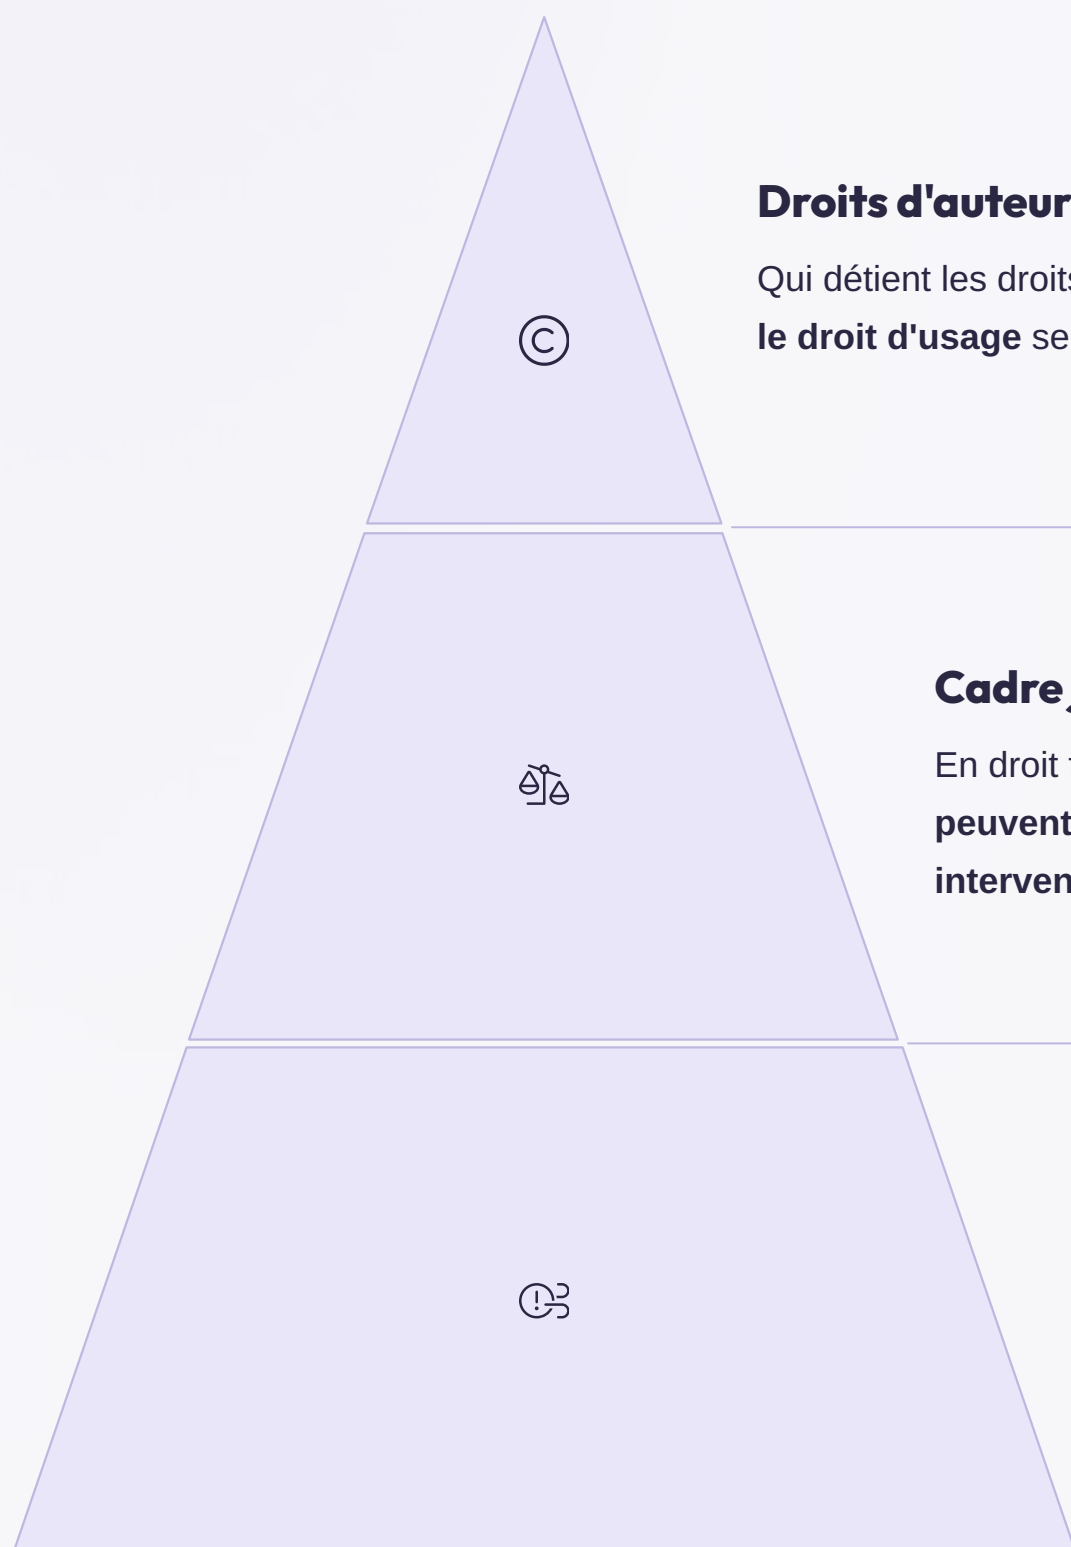 ©
Droits d'auteur
Qui détient les droits
le droit d'usage se
Cadre
En droit
peuvent
interven